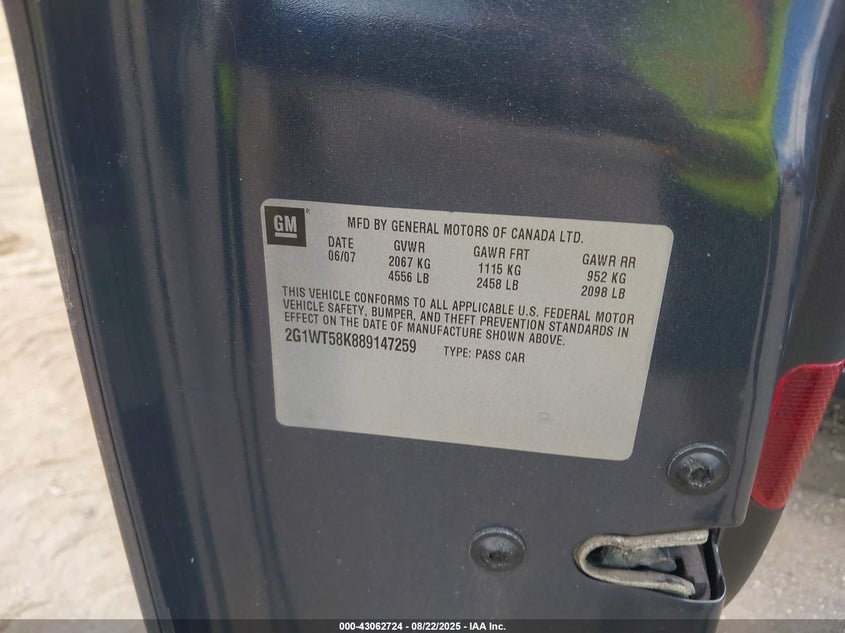 GM
MFD BY GENERAL MOTORS OF CANADA LTD.
DATE GVWR GAWR FRT GAWR RR
06/07 2067 KG 1115 KG 952 KG
4556 LB 2458 LB 2098 LB
THIS VEHICLE CONFORMS TO ALL APPLICABLE U.S. FEDERAL MOTOR
VEHICLE SAFETY, BUMPER, AND THEFT PREVENTION STANDARDS IN
EFFECT ON THE DATE OF MANUFACTURE SHOWN ABOVE.
2G1WT58K889147259 TYPE: PASS CAR
000-43062724 - 08/22/2025 - IAA Inc.